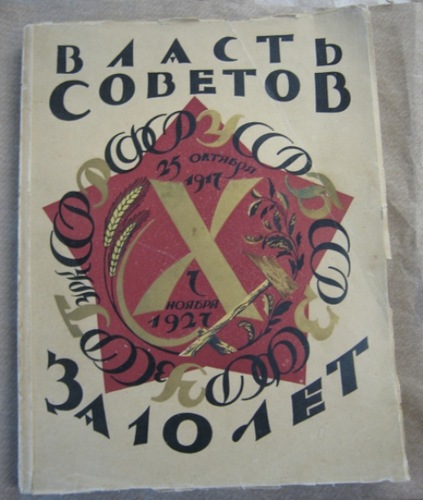 ВЛАСТЬ
СОВЕТОВ
25 ОКТЯБРЯ
1917
X
7
НОЯБРЯ
1927
ЗА 10 ЛЕТ